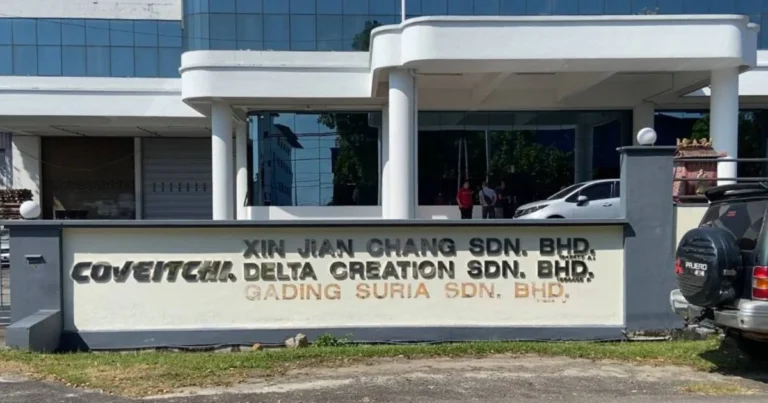 COVEITCHI.
XIN JIAN CHANG SDN. BHD.
DELTA CREATION SDN. BHD.
GADING SURIA SDN. BHD.
PAJERO